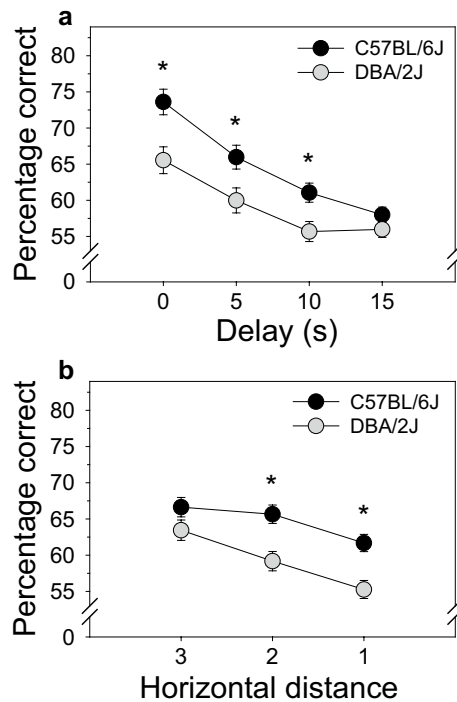 a
C57BL/6J
DBA/2J
80
75
70
65
60
55
0
*
*
*
0 5 10 15
Delay (s)
Percentage correct
b
C57BL/6J
DBA/2J
80
75
70
65
60
55
0
*
*
3 2 1
Horizontal distance
Percentage correct